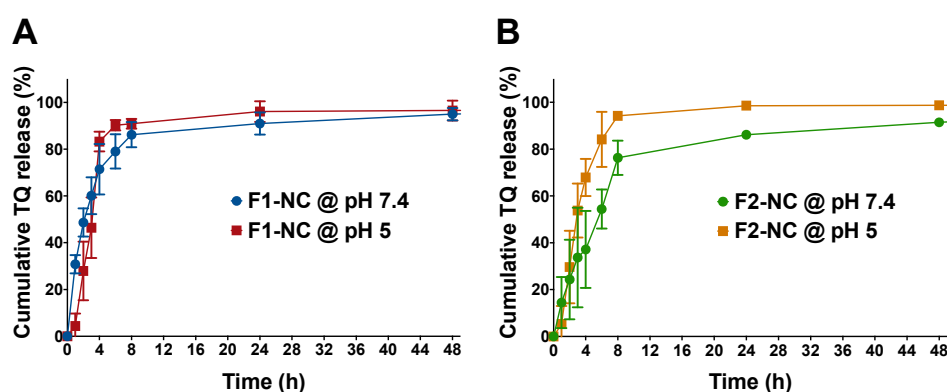 A
Cumulative TQ release (%)
100
80
60
40
20
0
F1-NC @ pH 7.4
F1-NC @ pH 5
0 4 8 12 16 20 24 28 32 36 40 44 48
Time (h)
B
Cumulative TQ release (%)
100
80
60
40
20
0
F2-NC @ pH 7.4
F2-NC @ pH 5
0 4 8 12 16 20 24 28 32 36 40 44 48
Time (h)